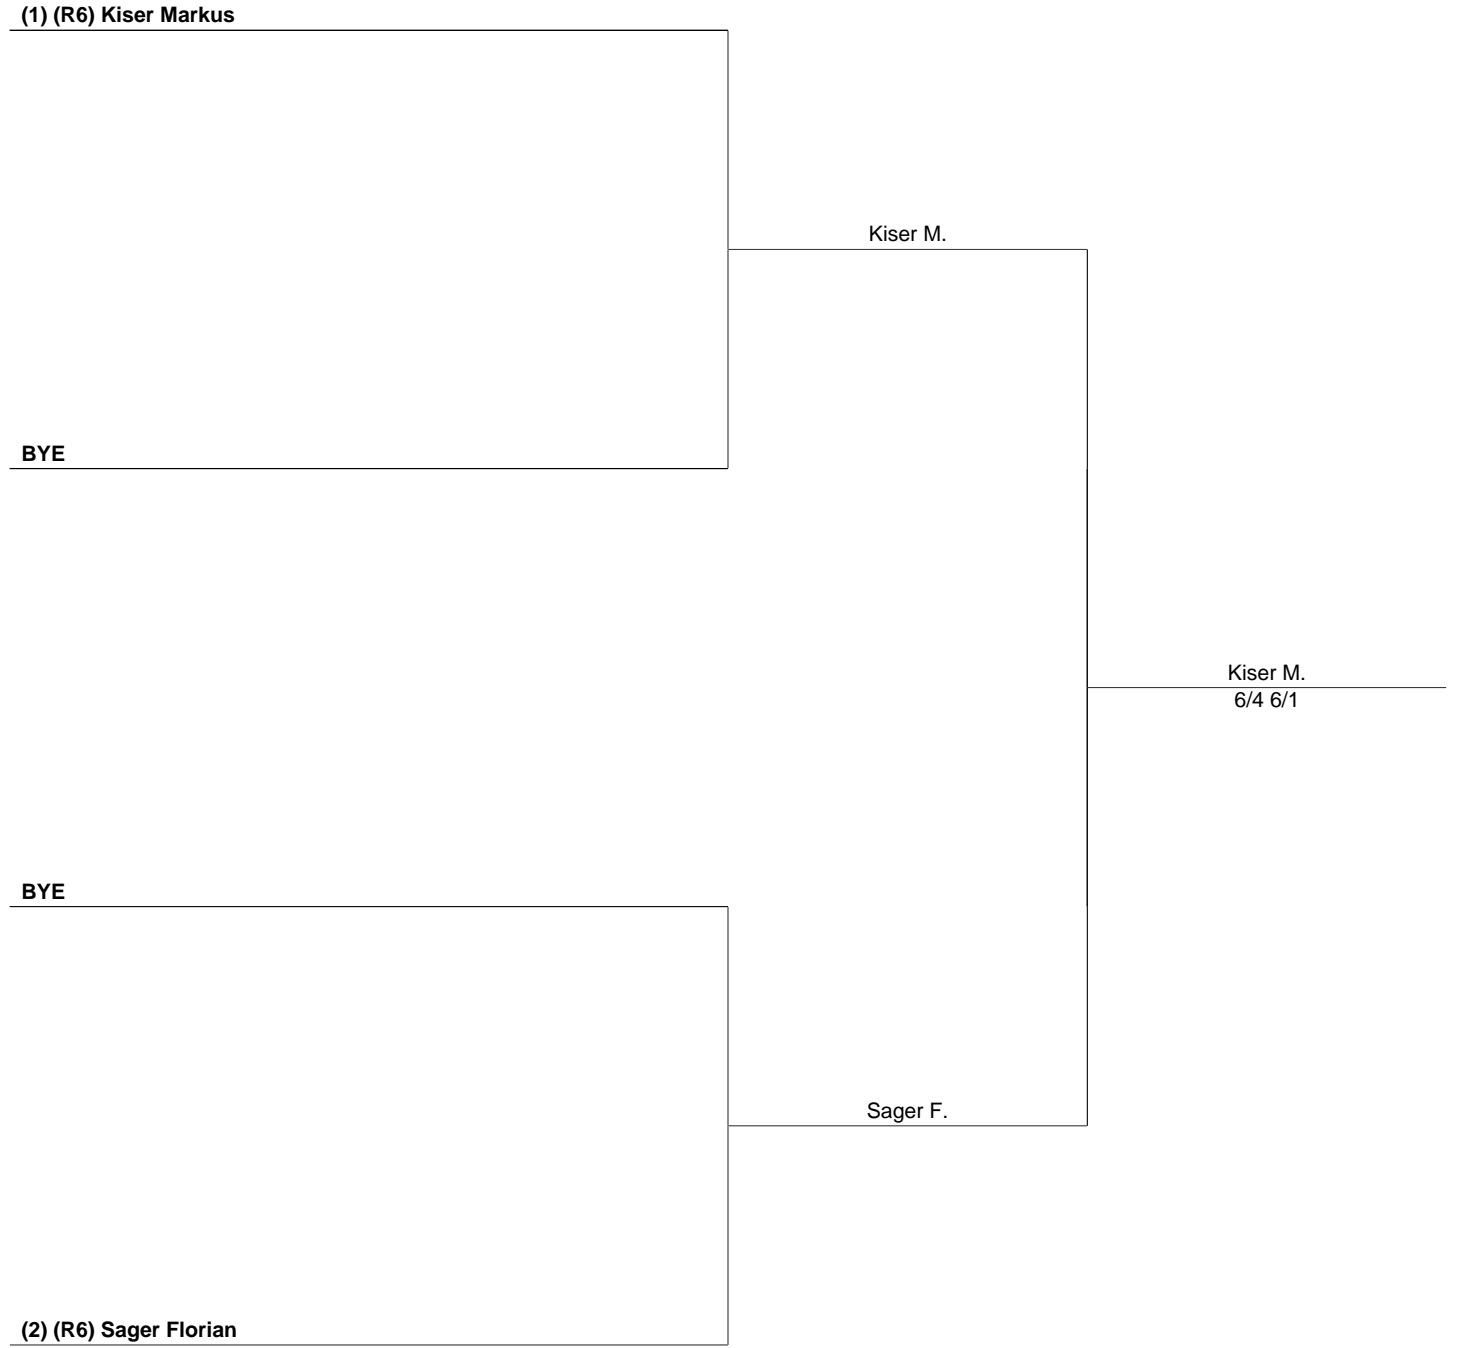 (1) (R6) Kiser Markus
Kiser M.
BYE
Kiser M.
6/4 6/1
BYE
Sager F.
(2) (R6) Sager Florian